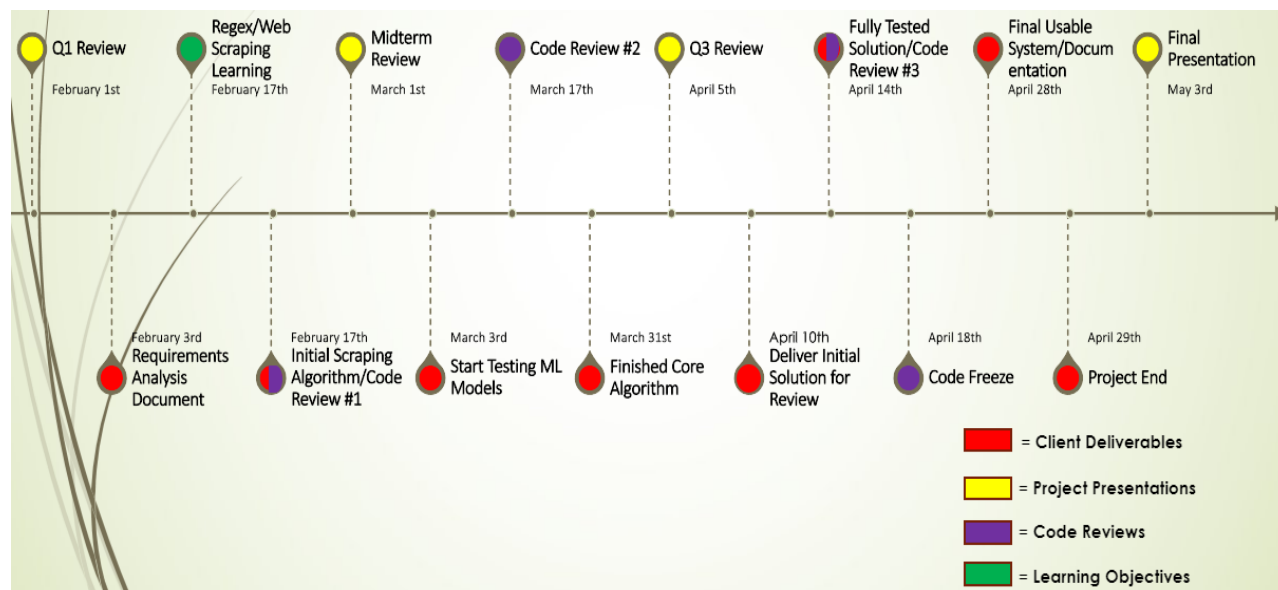 Q1 Review
February 1st
Regex/Web
Scraping
Learning
February 17th
Midterm
Review
March 1st
Code Review #2
March 17th
Q3 Review
April 5th
Fully Tested
Solution/Code
Review #3
April 14th
Final Usable
System/Docum
entation
April 28th
Final
Presentation
May 3rd
February 3rd
Requirements
Analysis
Document
February 17th
Initial Scraping
Algorithm/Code
Review #1
March 3rd
Start Testing ML
Models
March 31st
Finished Core
Algorithm
April 10th
Deliver Initial
Solution for
Review
April 18th
Code Freeze
April 29th
Project End
= Client Deliverables
= Project Presentations
= Code Reviews
= Learning Objectives